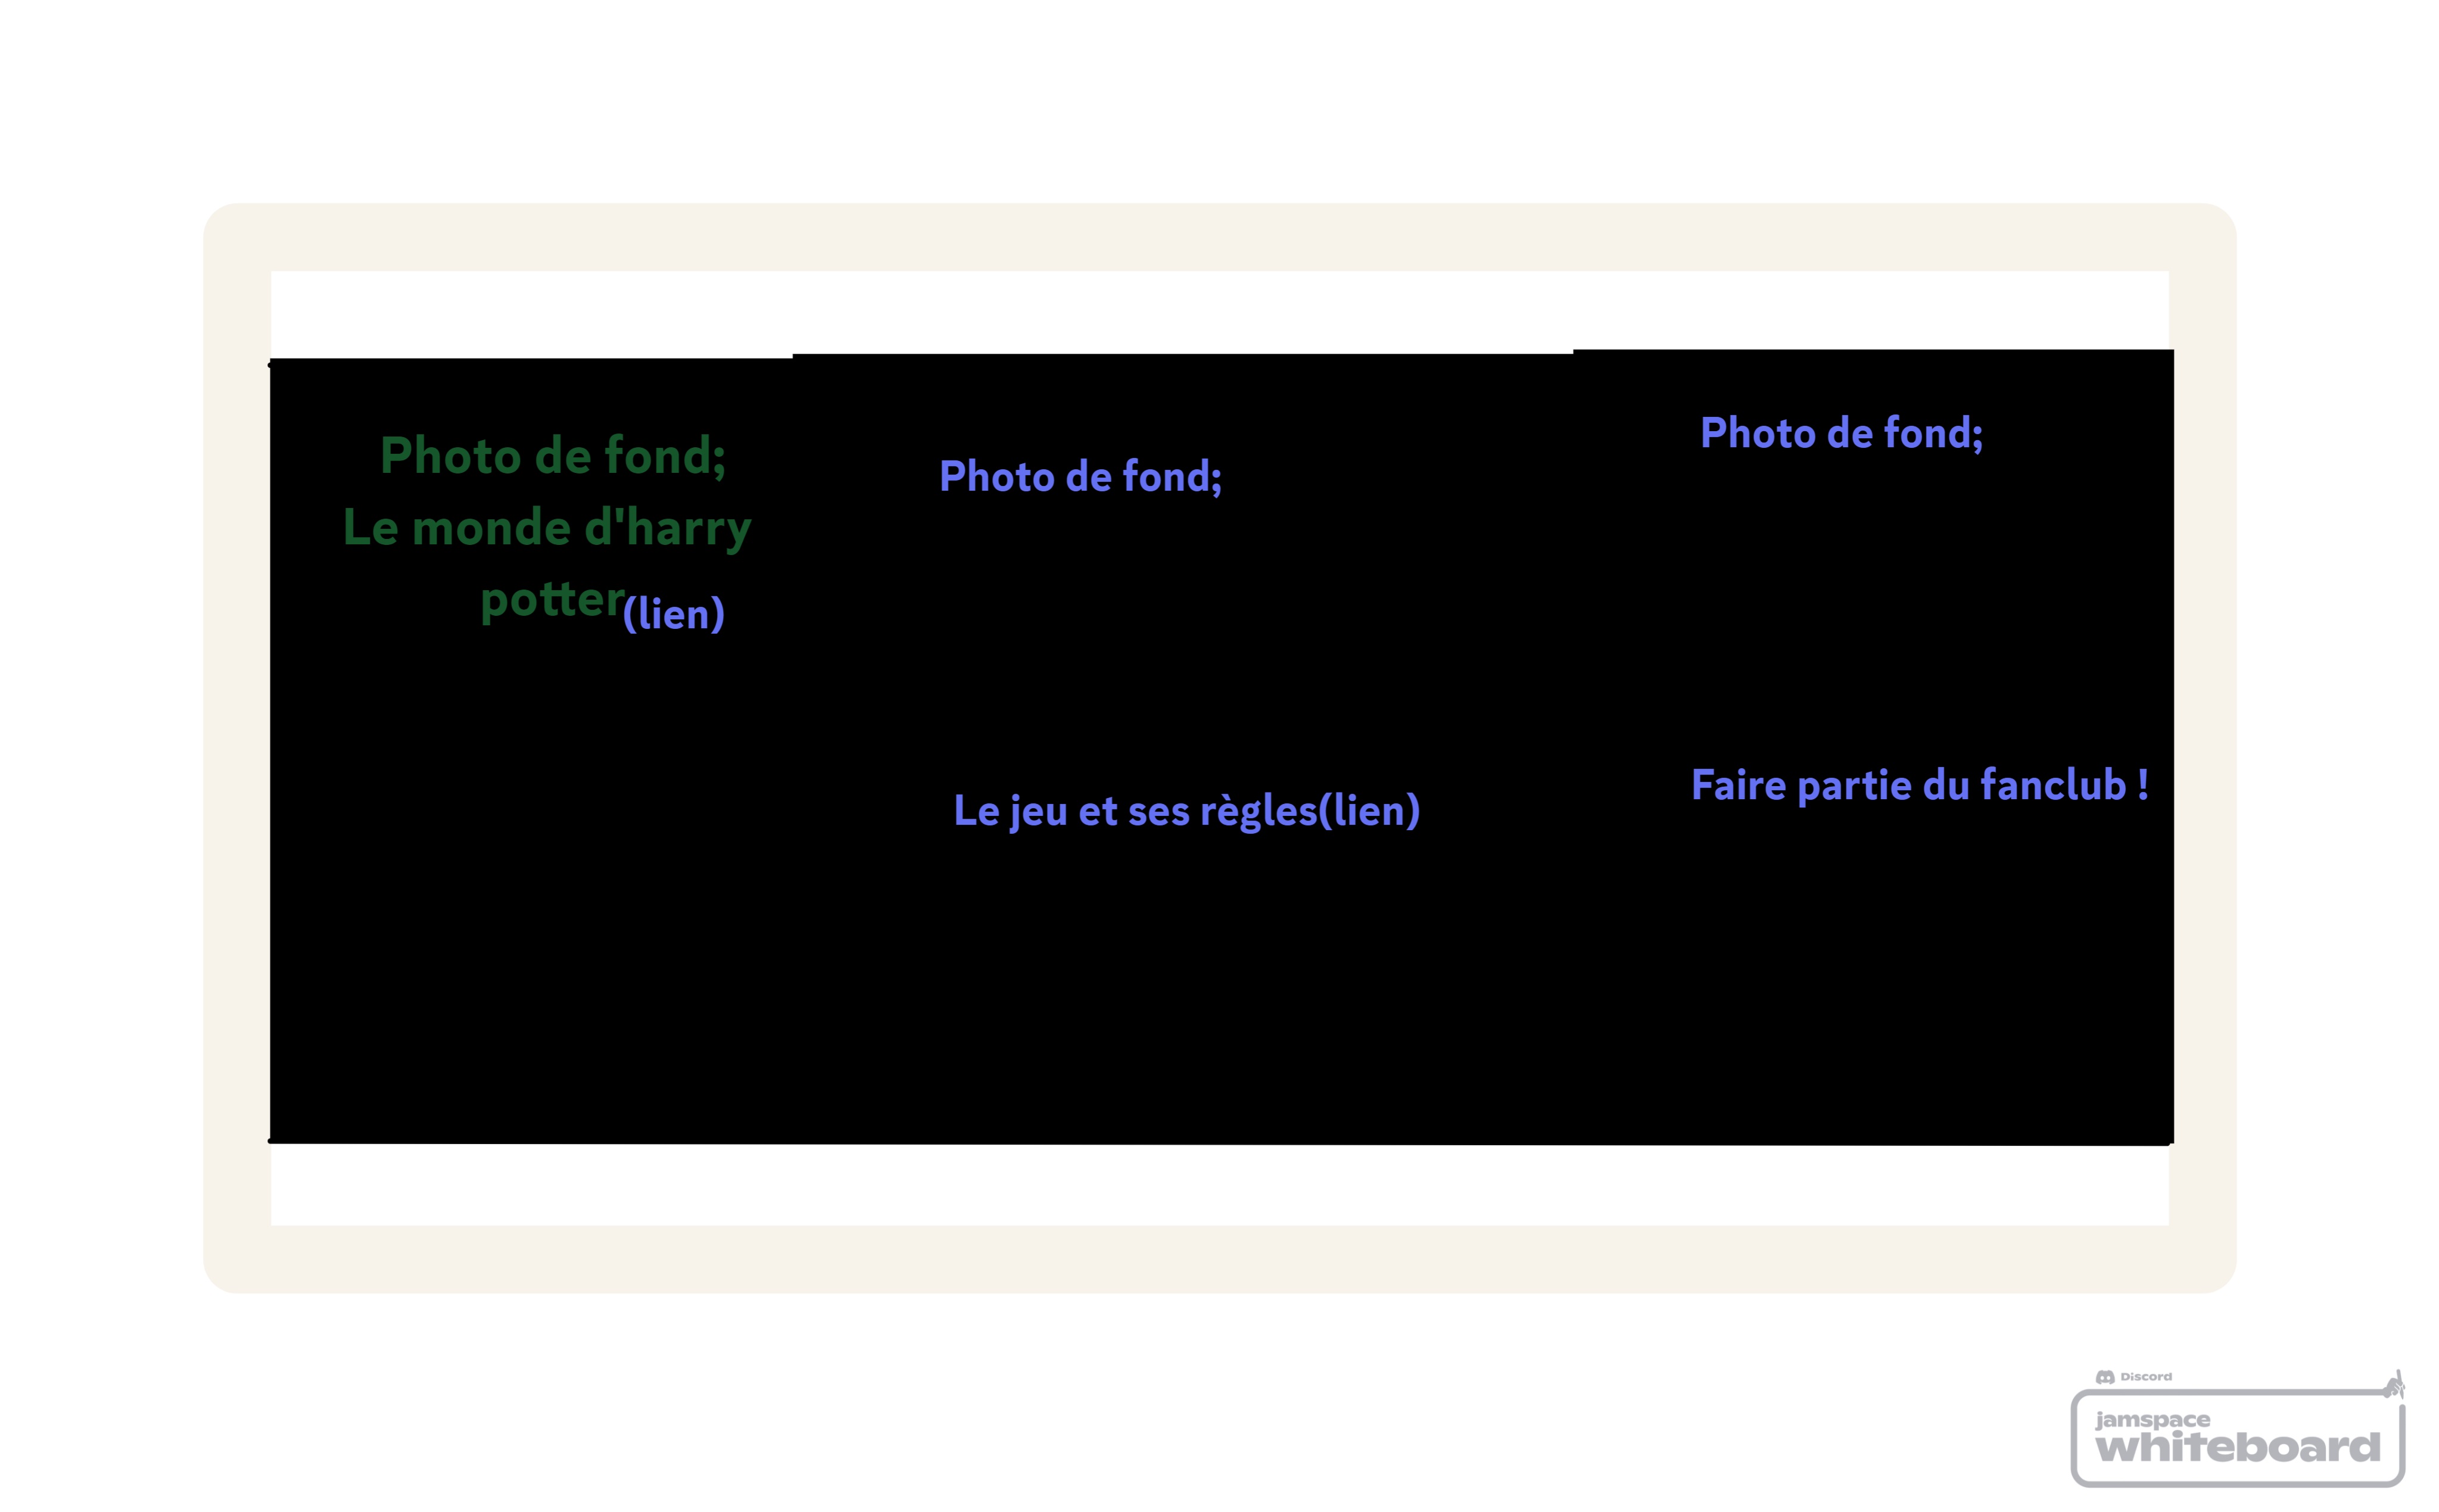 Photo de fond;
Le monde d'harry
potter(lien)
Photo de fond;
Le jeu et ses règles(lien)
Photo de fond;
Faire partie du fanclub !
Discord
jamspace
whiteboard